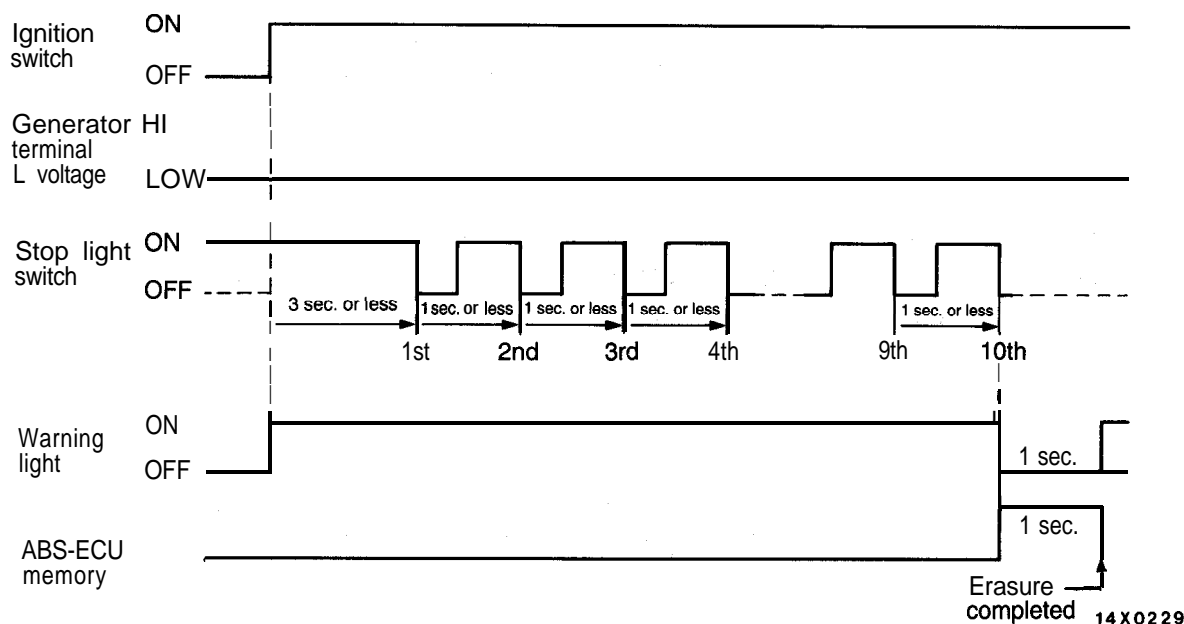 Ignition switch
ON
OFF
Generator terminal L voltage
HI
LOW
Stop light switch
ON
OFF
3 sec. or less
1 sec. or less
1 sec. or less
1 sec. or less
1 sec. or less
1st
2nd
3rd
4th
9th
10th
Warning light
ON
OFF
1 sec.
ABS-ECU memory
1 sec.
Erasure completed
14X0229